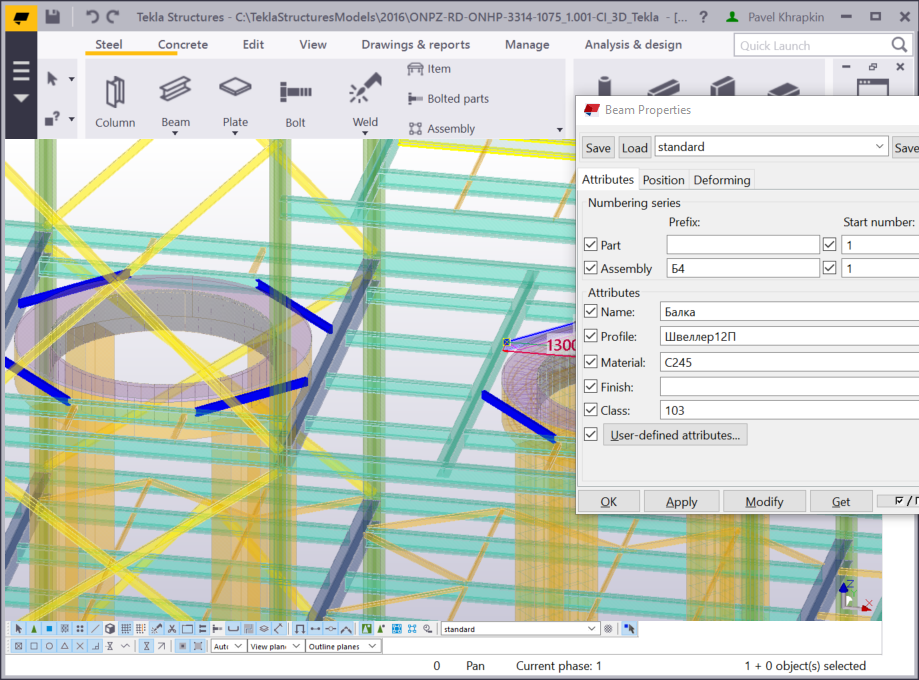 Tekla Structures - C:\TeklaStructuresModels\2016\ONPZ-RD-ONHP-3314-1075_1.001-CI_3D_Tekla - [... ? Pavel Khrapkin
Steel Concrete Edit View Drawings & reports Manage Analysis & design Quick Launch
Column Beam Plate Bolt Weld
Item
Bolted parts
Assembly
Beam Properties
Save Load standard Save
Attributes Position Deforming
Numbering series
Prefix: Start number:
Part 1
Assembly Б4 1
Attributes
Name: Балка
Profile: Швеллер12П
Material: C245
Finish:
Class: 103
User-defined attributes...
OK Apply Modify Get
1300
Z
X
standard
Auto View plan Outline planes
0 Pan Current phase: 1 1 + 0 object(s) selected